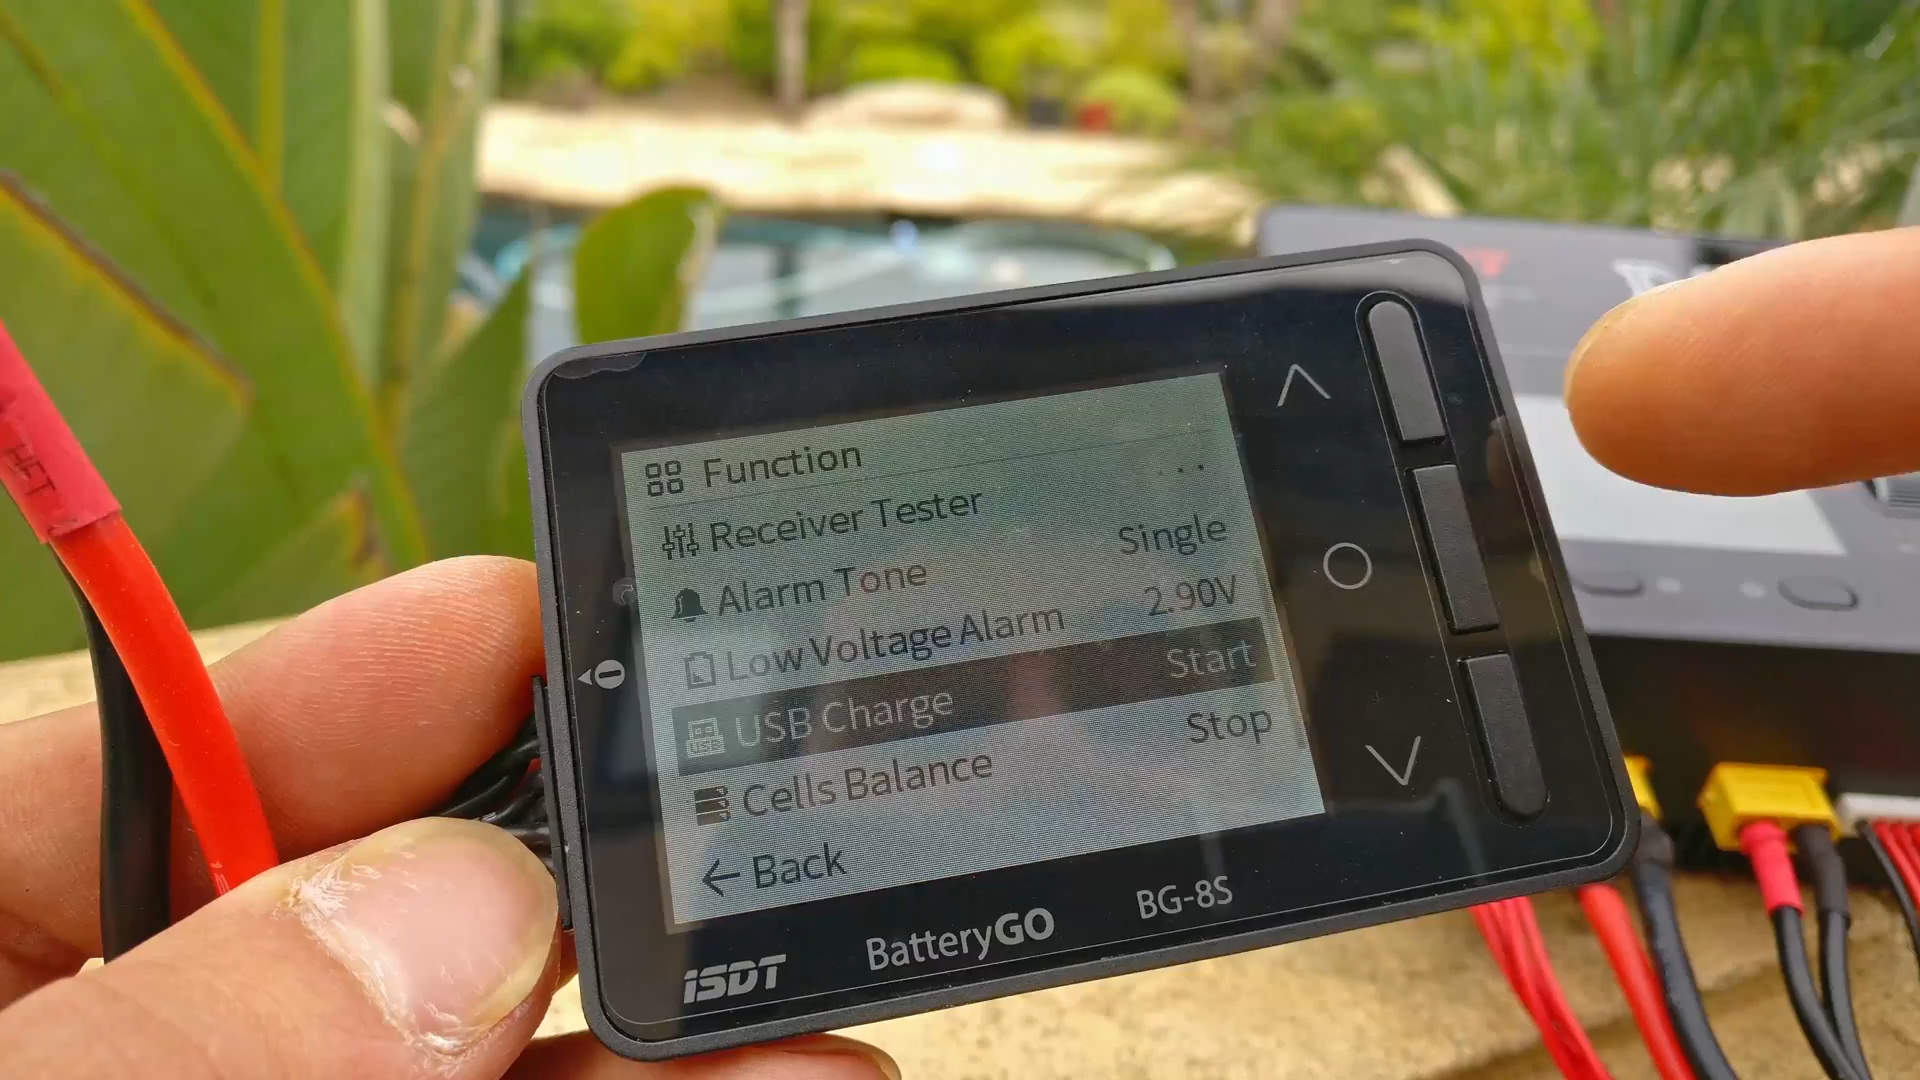 Function
Receiver Tester ...
Alarm Tone Single
Low Voltage Alarm 2.90V
USB Charge Start
Cells Balance Stop
← Back
ISDT BatteryGO BG-8S
HFT